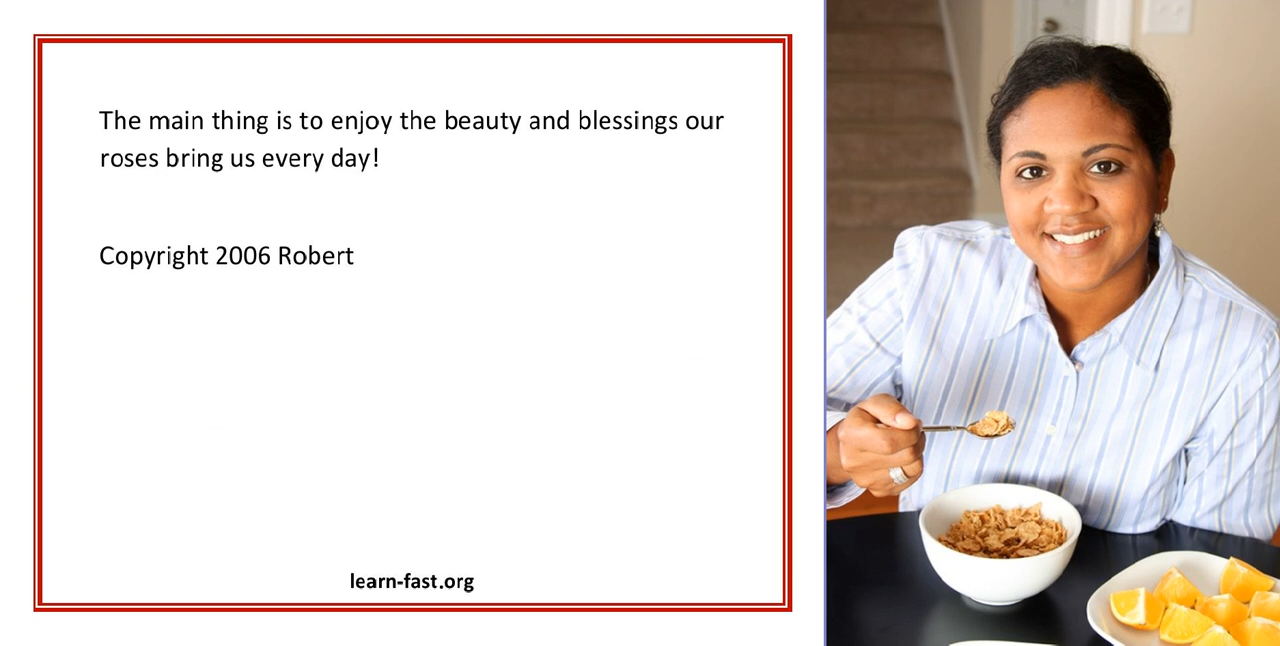 The main thing is to enjoy the beauty and blessings our
roses bring us every day!
Copyright 2006 Robert
learn-fast.org